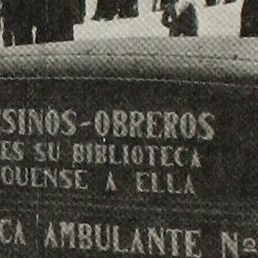 SINOS-OBREROS
ES SU BIBLIOTECA
QUENSE A ELLA
CA AMBULANTE Nº